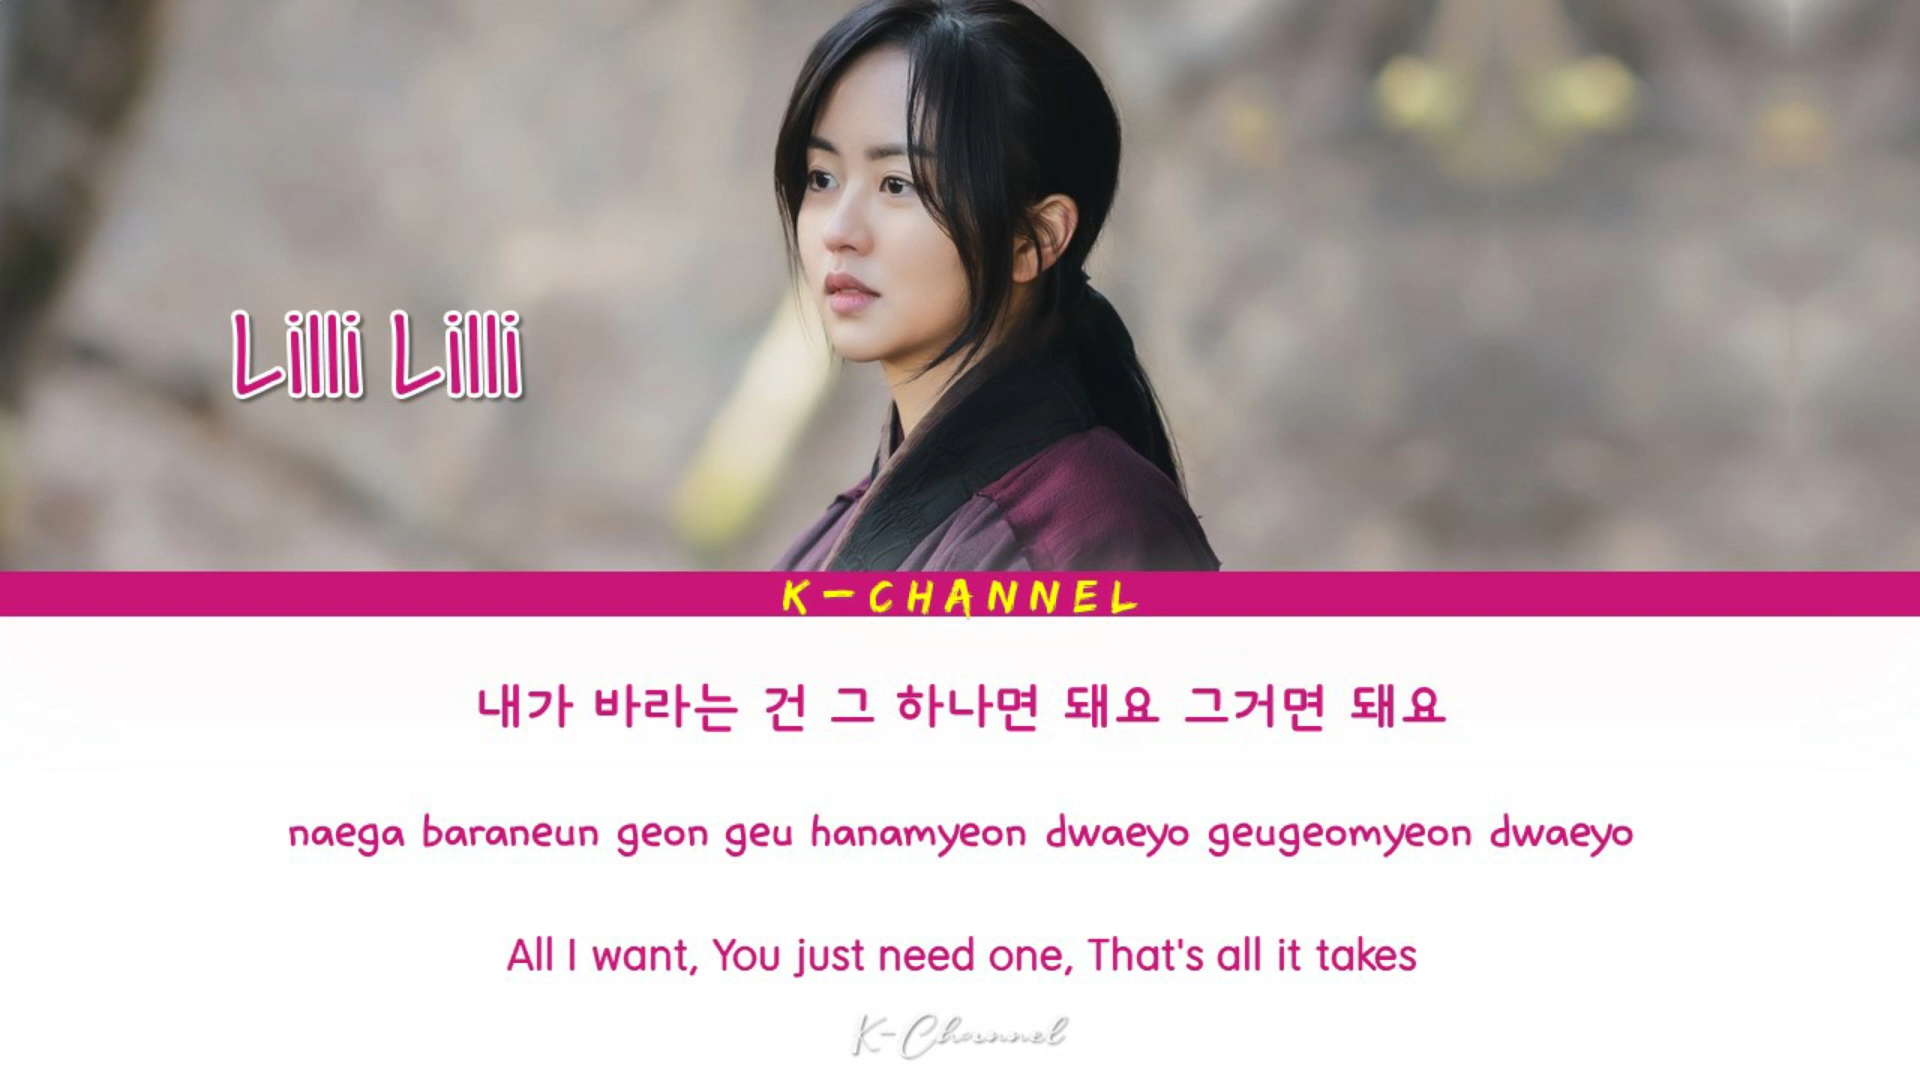 Lilli Lilli
K-CHANNEL
내가 바라는 건 그 하나면 돼요 그거면 돼요
naega baraneun geon geu hanamyeon dwaeyo geugeomyeon dwaeyo
All I want, You just need one, That's all it takes
K-Channel